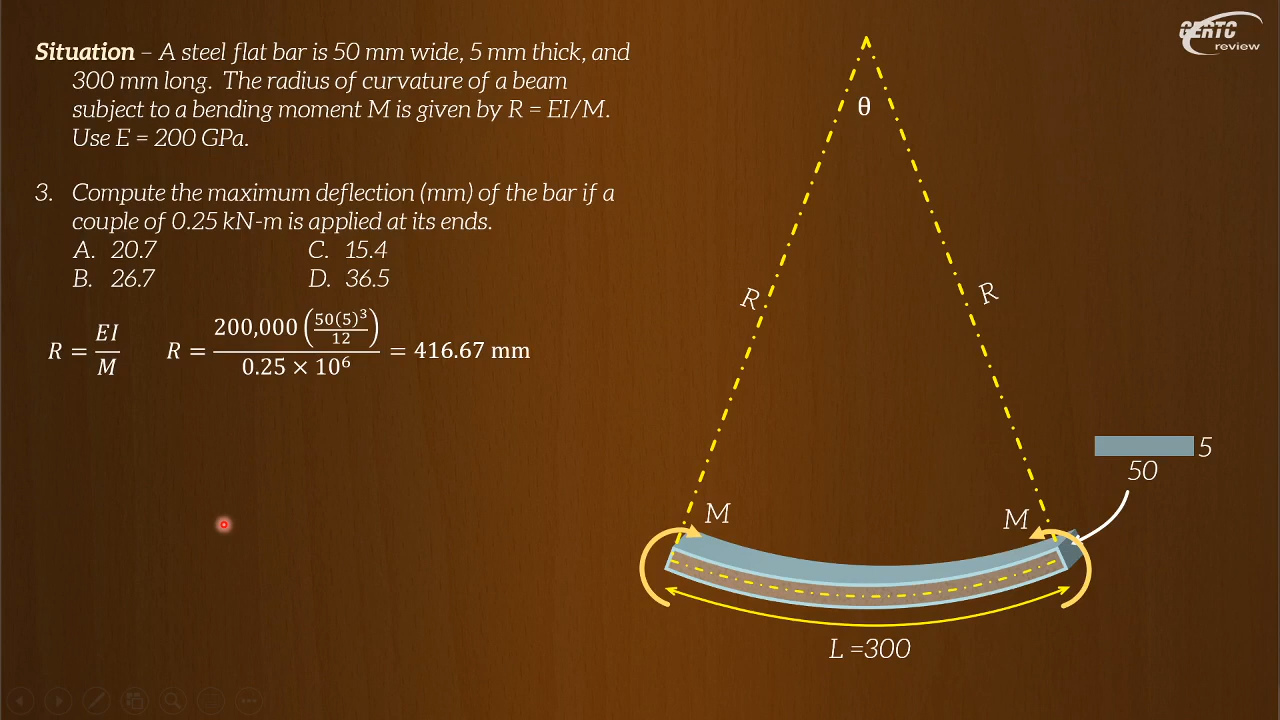 GERTC
review
Situation – A steel flat bar is 50 mm wide, 5 mm thick, and
300 mm long. The radius of curvature of a beam
subject to a bending moment M is given by R = EI/M.
Use E = 200 GPa.
3. Compute the maximum deflection (mm) of the bar if a
couple of 0.25 kN-m is applied at its ends.
A. 20.7 C. 15.4
B. 26.7 D. 36.5
R = EI/M R = 200,000 (50(5)³/12) / 0.25 × 10⁶ = 416.67 mm
θ
R R
5
50
M M
L =300